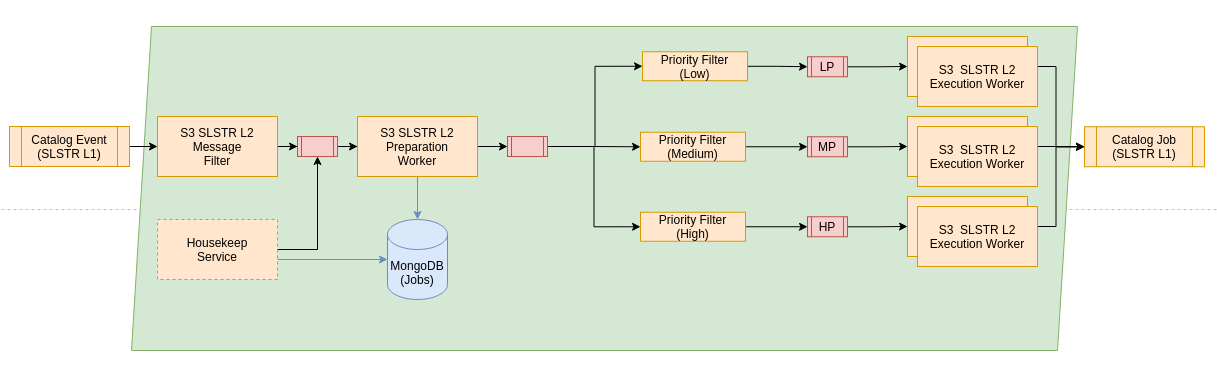 Catalog Event
(SLSTR L1)
S3 SLSTR L2
Message
Filter
S3 SLSTR L2
Preparation
Worker
Housekeep
Service
MongoDB
(Jobs)
Priority Filter
(Low)
LP
S3 SLSTR L2
Execution Worker
Priority Filter
(Medium)
MP
S3 SLSTR L2
Execution Worker
Priority Filter
(High)
HP
S3 SLSTR L2
Execution Worker
Catalog Job
(SLSTR L1)